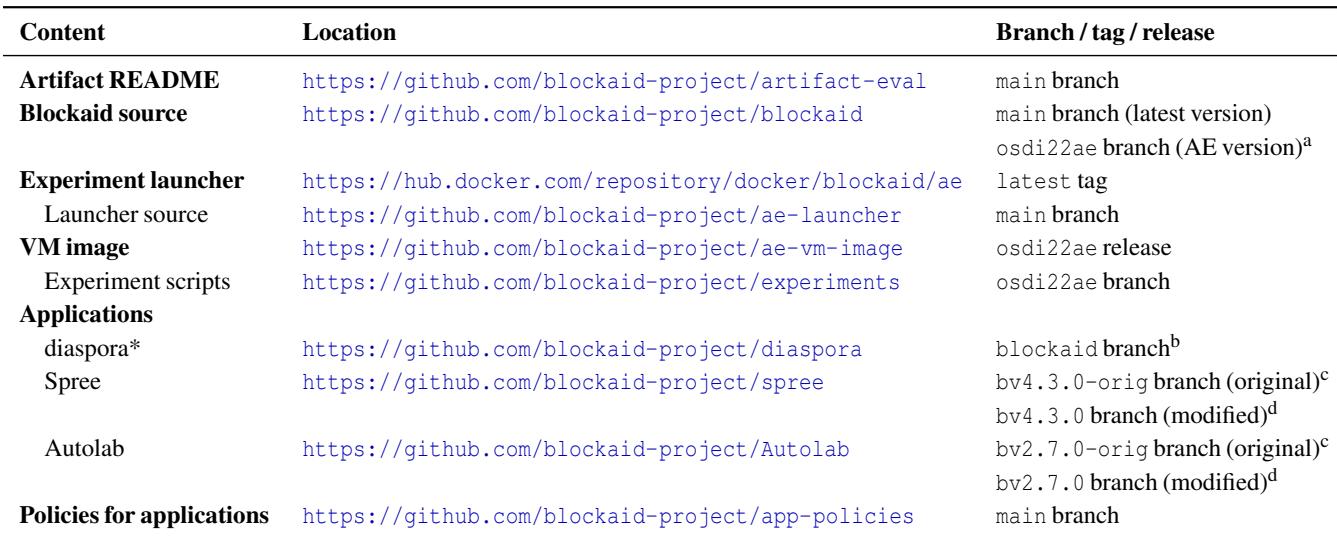 Content Location Branch / tag / release
Artifact README https://github.com/blockaid-project/artifact-eval main branch
Blockaid source https://github.com/blockaid-project/blockaid main branch (latest version)
osdi22ae branch (AE version)a
Experiment launcher https://hub.docker.com/repository/docker/blockaid/ae latest tag
Launcher source https://github.com/blockaid-project/ae-launcher main branch
VM image https://github.com/blockaid-project/ae-vm-image osdi22ae release
Experiment scripts https://github.com/blockaid-project/experiments osdi22ae branch
Applications
diaspora* https://github.com/blockaid-project/diaspora blockaid branchb
Spree https://github.com/blockaid-project/spree bv4.3.0-orig branch (original)c
bv4.3.0 branch (modified)d
Autolab https://github.com/blockaid-project/Autolab bv2.7.0-orig branch (original)c
bv2.7.0 branch (modified)d
Policies for applications https://github.com/blockaid-project/app-policies main branch